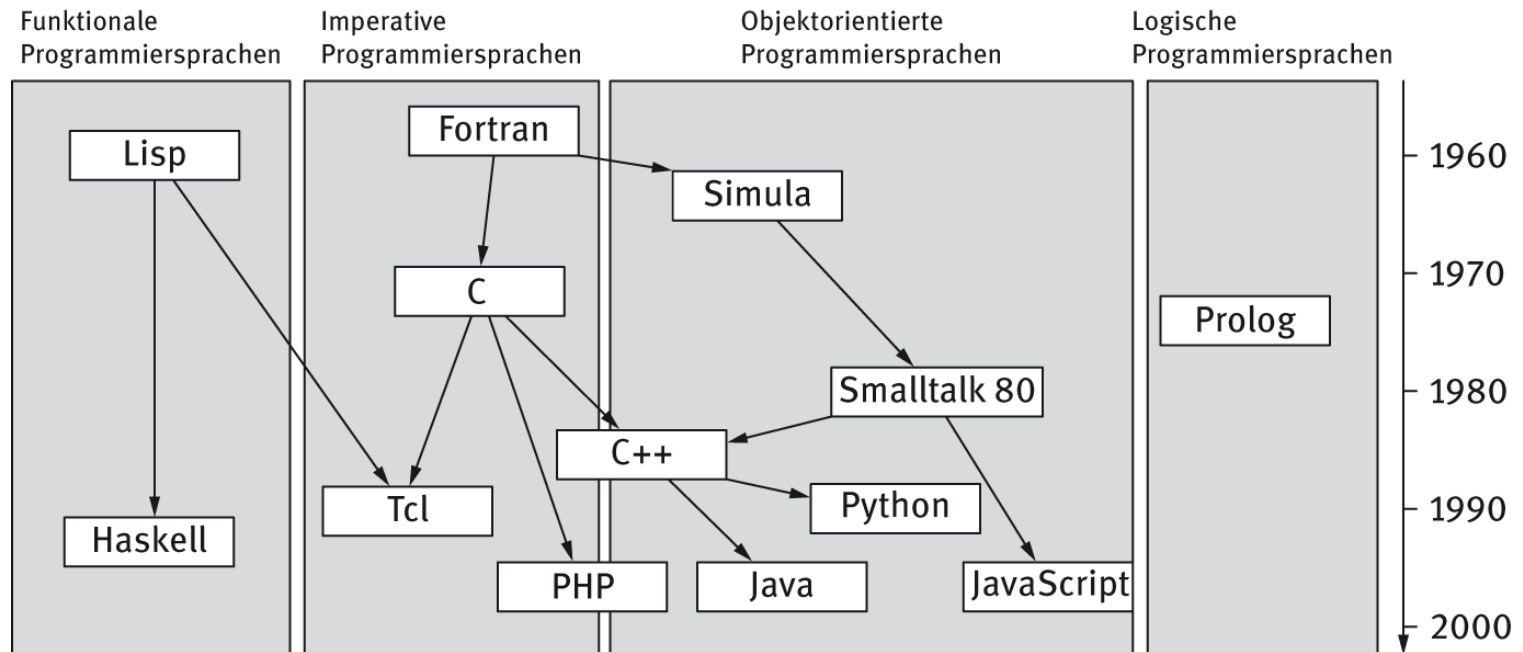 Funktionale
Programmiersprachen
Imperative
Programmiersprachen
Objektorientierte
Programmiersprachen
Logische
Programmiersprachen
Fortran
Lisp
1960
Simula
1970
C
Prolog
Smalltalk 80
1980
C++
Python
Tcl
1990
Haskell
PHP
Java
JavaScript
2000